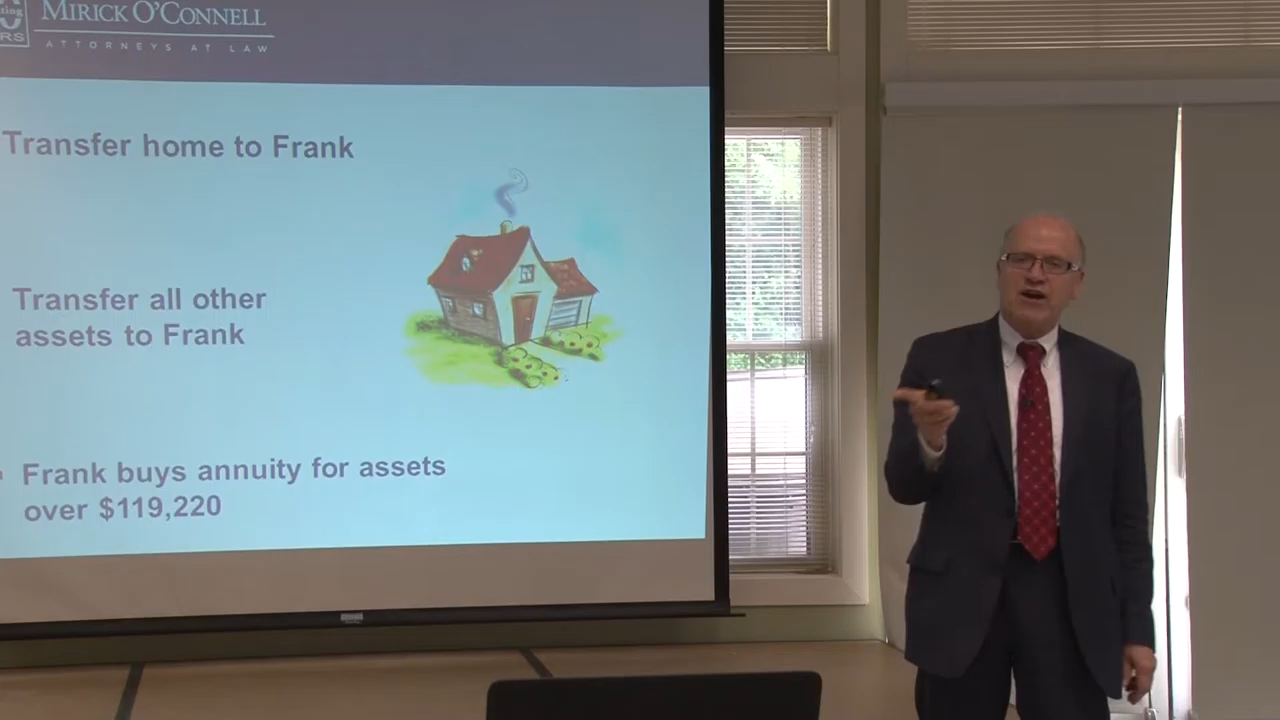 MIRICK O'CONNELL
ATTORNEYS AT LAW
RS
Transfer home to Frank
Transfer all other
assets to Frank
Frank buys annuity for assets
over $119,220